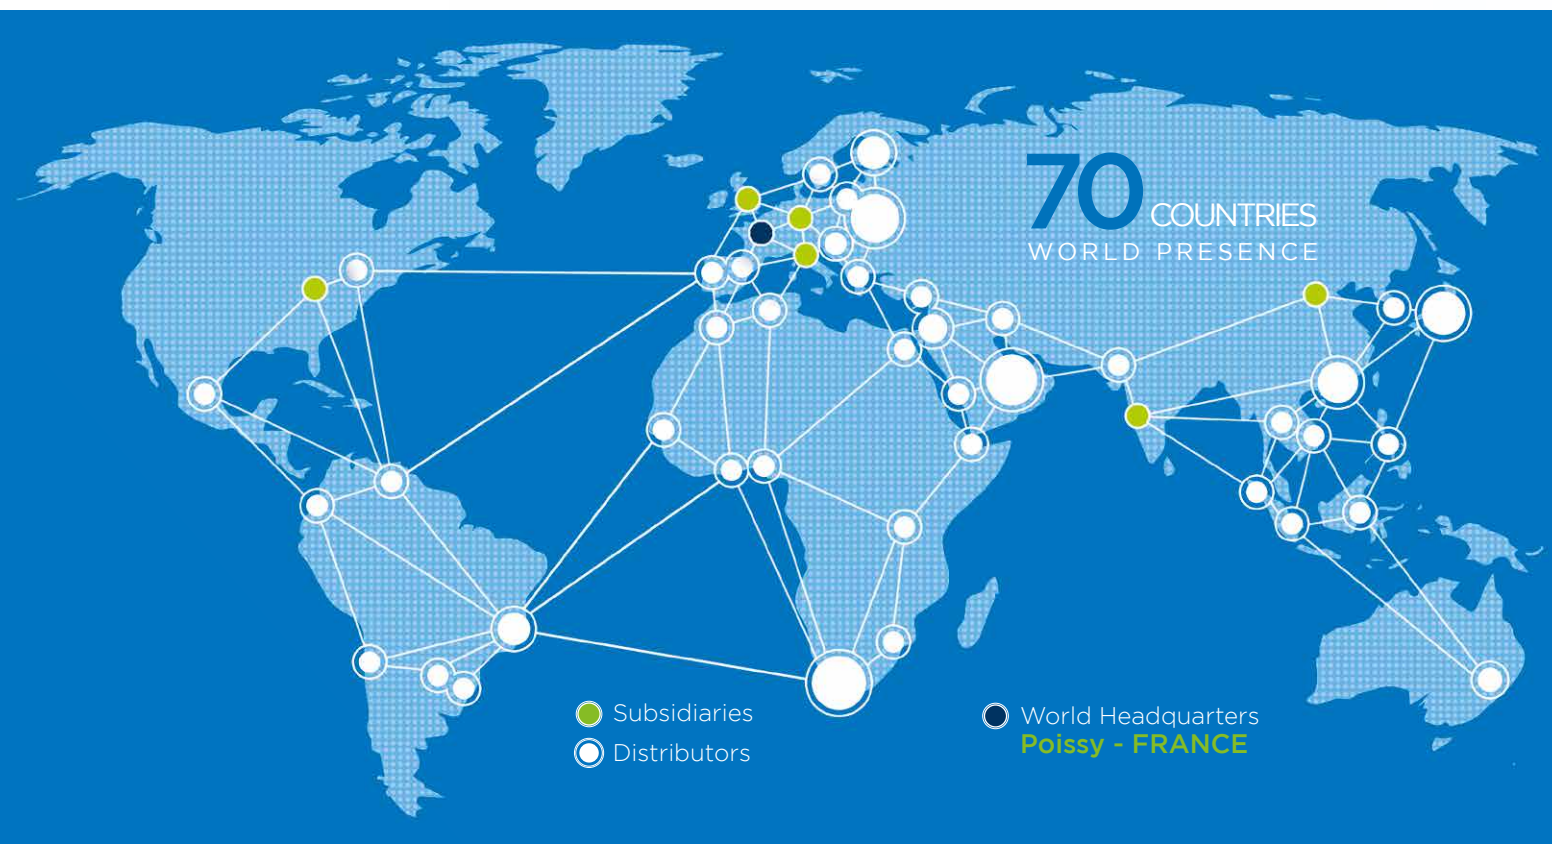 70 COUNTRIES
WORLD PRESENCE
Subsidiaries
Distributors
World Headquarters
Poissy - FRANCE